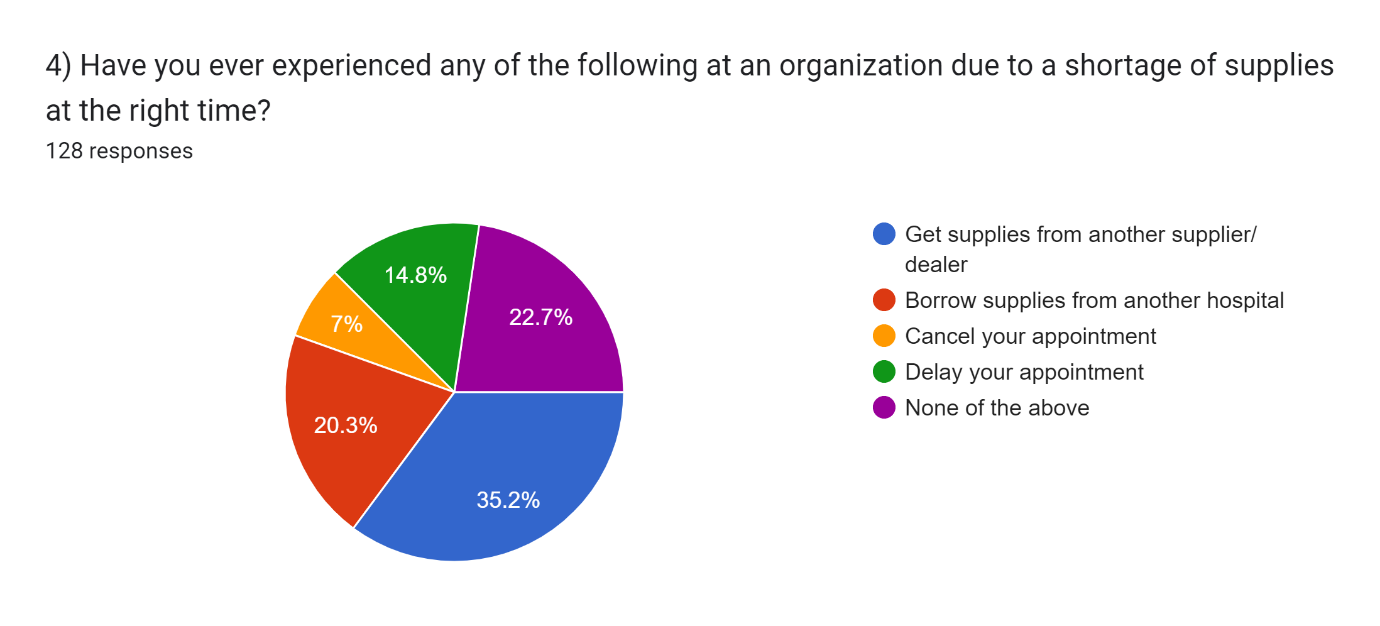 4) Have you ever experienced any of the following at an organization due to a shortage of supplies
at the right time?
128 responses
14.8%
22.7%
7%
20.3%
35.2%
Get supplies from another supplier/
dealer
Borrow supplies from another hospital
Cancel your appointment
Delay your appointment
None of the above